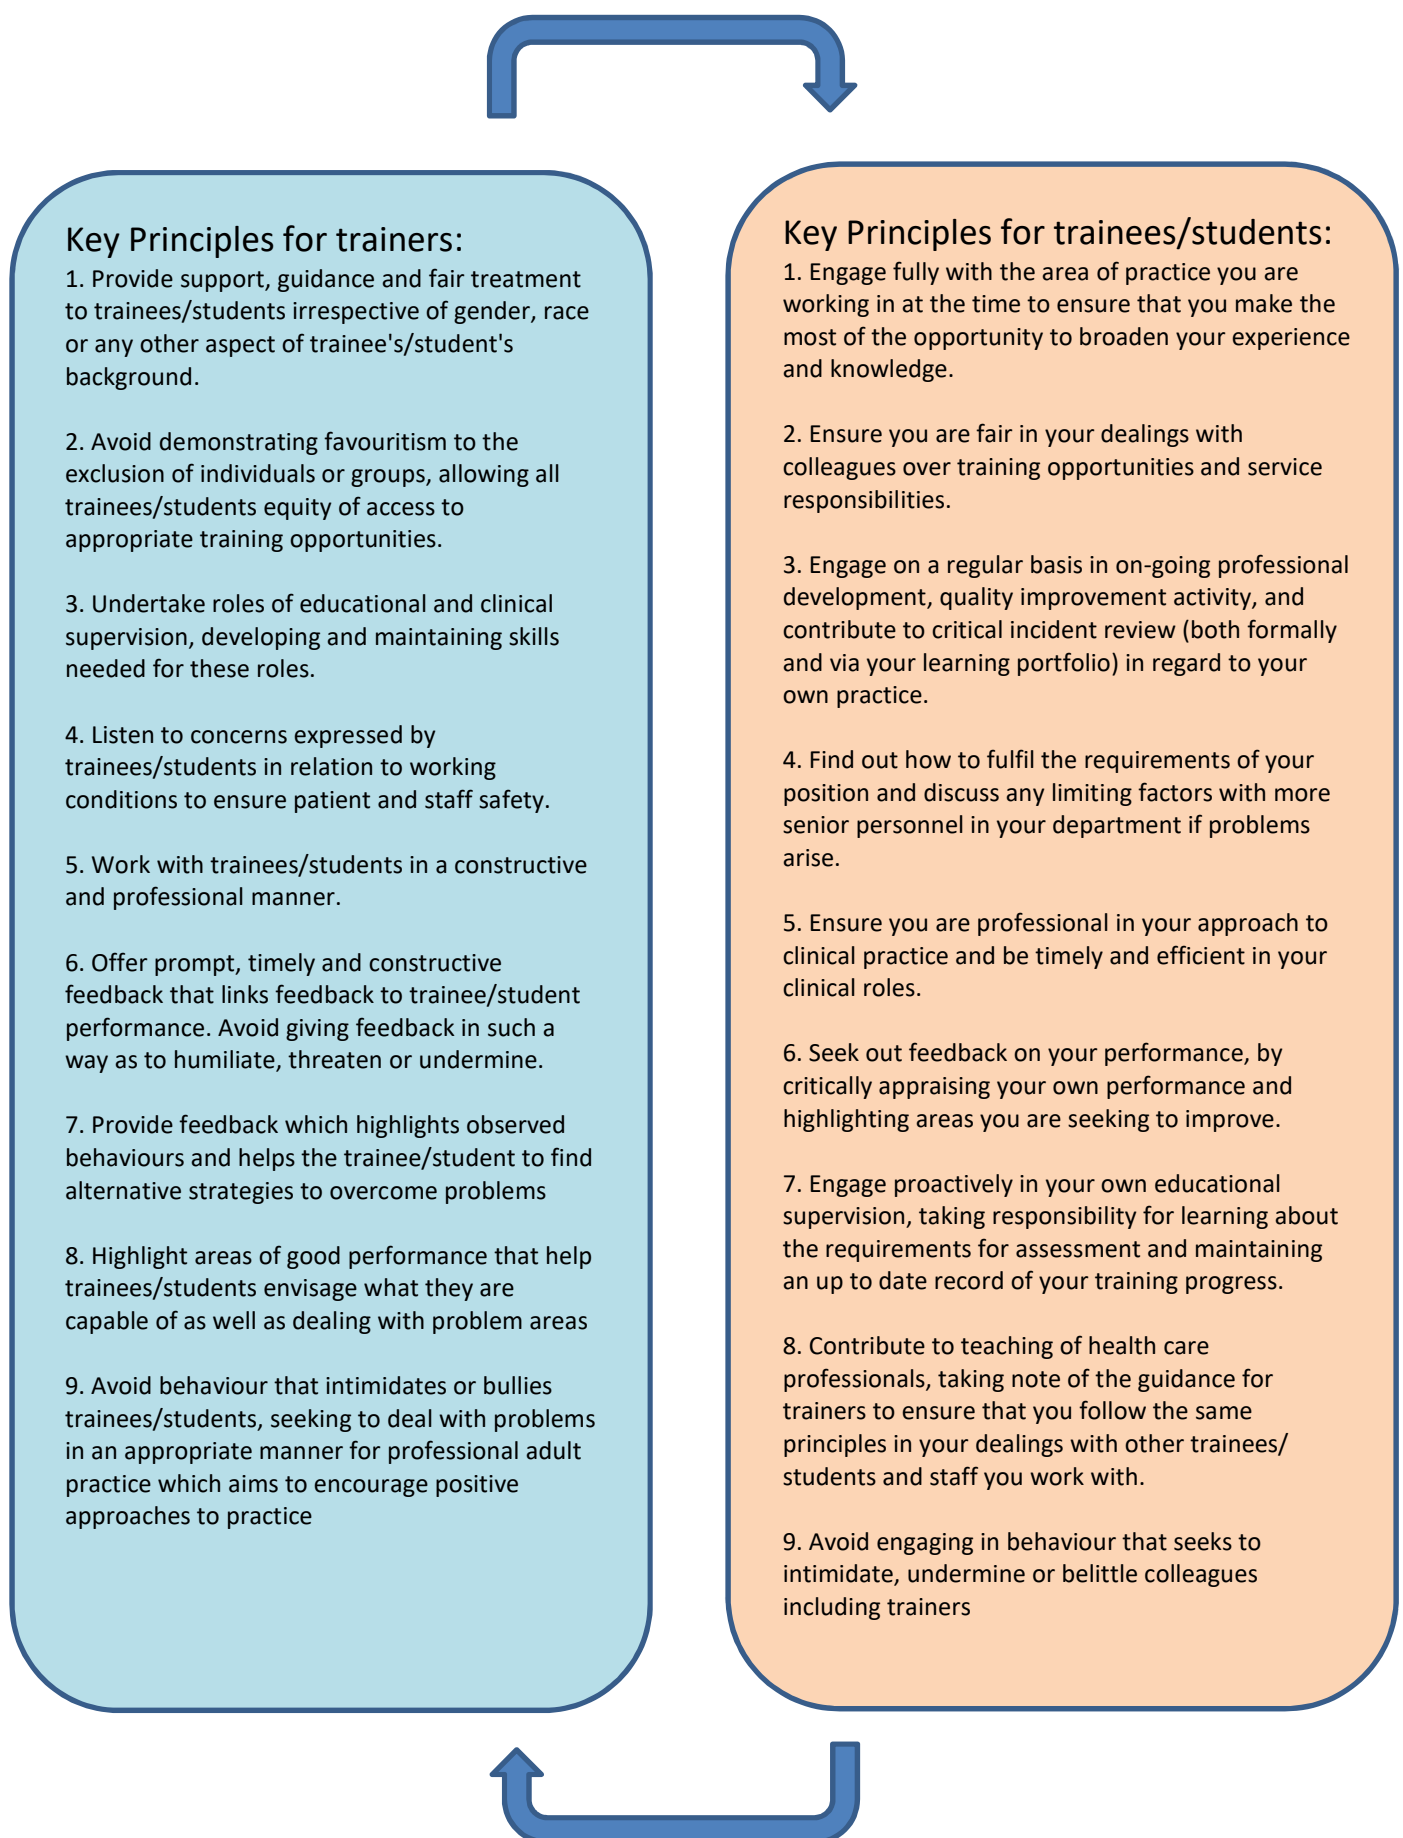 Key Principles for trainers:
1. Provide support, guidance and fair treatment
to trainees/students irrespective of gender, race
or any other aspect of trainee's/student's
background.
2. Avoid demonstrating favouritism to the
exclusion of individuals or groups, allowing all
trainees/students equity of access to
appropriate training opportunities.
3. Undertake roles of educational and clinical
supervision, developing and maintaining skills
needed for these roles.
4. Listen to concerns expressed by
trainees/students in relation to working
conditions to ensure patient and staff safety.
5. Work with trainees/students in a constructive
and professional manner.
6. Offer prompt, timely and constructive
feedback that links feedback to trainee/student
performance. Avoid giving feedback in such a
way as to humiliate, threaten or undermine.
7. Provide feedback which highlights observed
behaviours and helps the trainee/student to find
alternative strategies to overcome problems
8. Highlight areas of good performance that help
trainees/students envisage what they are
capable of as well as dealing with problem areas
9. Avoid behaviour that intimidates or bullies
trainees/students, seeking to deal with problems
in an appropriate manner for professional adult
practice which aims to encourage positive
approaches to practice
Key Principles for trainees/students:
1. Engage fully with the area of practice you are
working in at the time to ensure that you make the
most of the opportunity to broaden your experience
and knowledge.
2. Ensure you are fair in your dealings with
colleagues over training opportunities and service
responsibilities.
3. Engage on a regular basis in on-going professional
development, quality improvement activity, and
contribute to critical incident review (both formally
and via your learning portfolio) in regard to your
own practice.
4. Find out how to fulfil the requirements of your
position and discuss any limiting factors with more
senior personnel in your department if problems
arise.
5. Ensure you are professional in your approach to
clinical practice and be timely and efficient in your
clinical roles.
6. Seek out feedback on your performance, by
critically appraising your own performance and
highlighting areas you are seeking to improve.
7. Engage proactively in your own educational
supervision, taking responsibility for learning about
the requirements for assessment and maintaining
an up to date record of your training progress.
8. Contribute to teaching of health care
professionals, taking note of the guidance for
trainers to ensure that you follow the same
principles in your dealings with other trainees/
students and staff you work with.
9. Avoid engaging in behaviour that seeks to
intimidate, undermine or belittle colleagues
including trainers